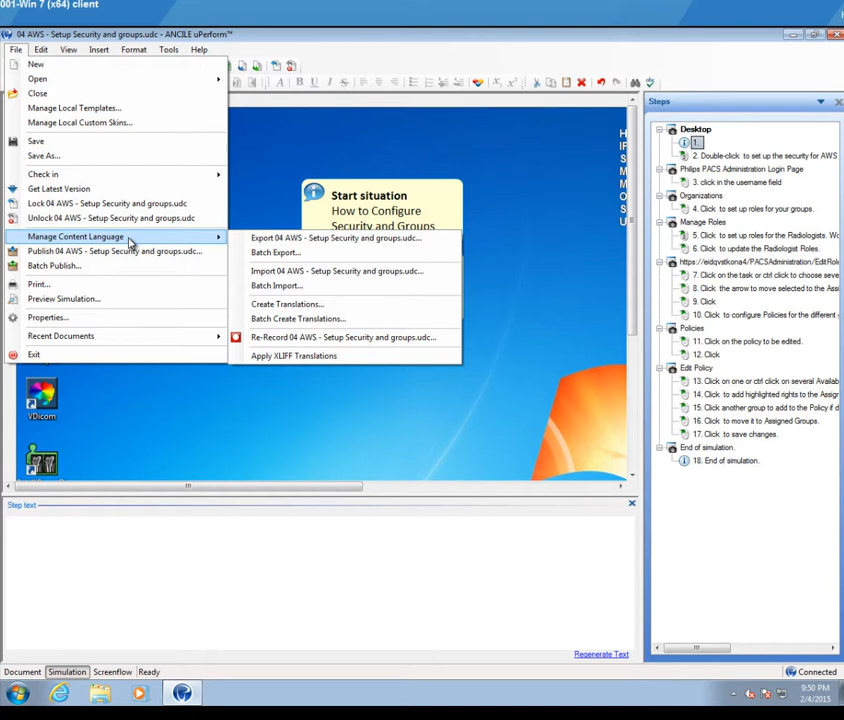 001-Win 7 (x64) client
04 AWS - Setup Security and groups.udc - ANCILE uPerform™
File Edit View Insert Format Tools Help
New
Open
Close
Manage Local Templates...
Manage Local Custom Skins...
Save
Save As...
Check in
Get Latest Version
Lock 04 AWS - Setup Security and groups.udc
Unlock 04 AWS - Setup Security and groups.udc
Manage Content Language
Publish 04 AWS - Setup Security and groups.udc...
Batch Publish...
Print...
Preview Simulation...
Properties...
Recent Documents
Exit
Export 04 AWS - Setup Security and groups.udc...
Batch Export...
Import 04 AWS - Setup Security and groups.udc...
Batch Import...
Create Translations...
Batch Create Translations...
Re-Record 04 AWS - Setup Security and groups.udc...
Apply XLIFF Translations
Start situation
How to Configure
Security and Groups
H
IF
S
M
M
O
U
S
VDicom
Steps
Desktop
1.
2. Double-click to set up the security for AWS
Philips PACS Administration Login Page
3. click in the username field
Organizations
4. Click to set up roles for your groups.
Manage Roles
5. Click to set up roles for the Radiologists. Wo
6. Click to update the Radiologist Roles.
https://eidqvstkona4/PACSAdministration/EditRole
7. Click on the task or ctrl click to choose seve
8. Click the arrow to move selected to the Assi
9. Click
10. Click to configure Policies for the different
Policies
11. Click on the policy to be edited.
12. Click
Edit Policy
13. Click on one or ctrl click on several Availab
14. Click to add highlighted rights to the Assign
15. Click another group to add to the Policy if d
16. Click to move it to Assigned Groups.
17. Click to save changes.
End of simulation.
18. End of simulation.
Step text
Regenerate Text
Document Simulation Screenflow Ready
Connected
9:50 PM
2/4/2015